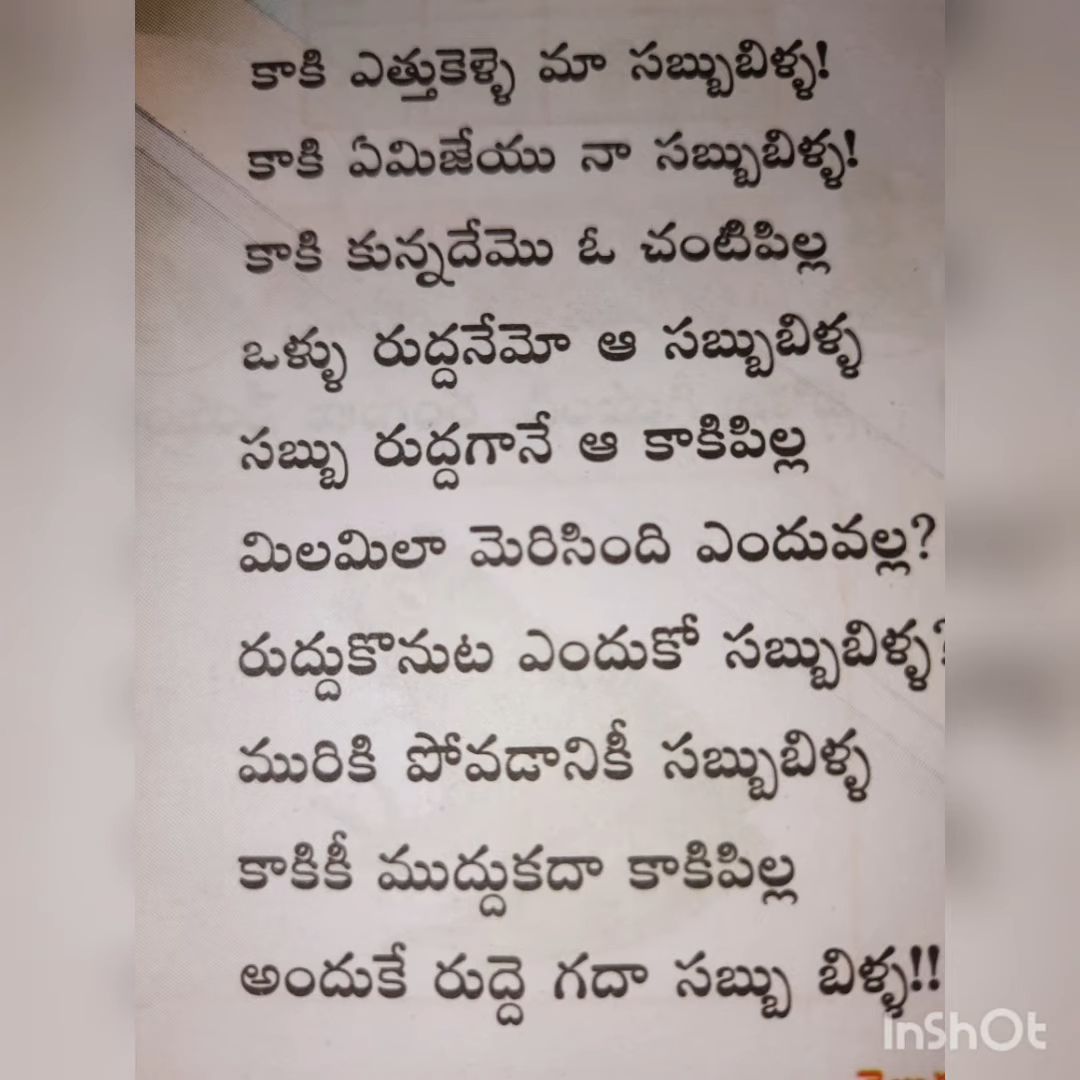 కాకి ఎత్తుకెళ్ళె మా సబ్బుబిళ్ళ!
కాకి ఏమిజేయు నా సబ్బుబిళ్ళ!
కాకి కున్నదేమొ ఓ చంటిపిల్ల
ఒళ్ళు రుద్దనేమో ఆ సబ్బుబిళ్ళ
సబ్బు రుద్దగానే ఆ కాకిపిల్ల
మిలమిలా మెరిసింది ఎందువల్ల?
రుద్దుకొనుట ఎందుకో సబ్బుబిళ్ళ?
మురికి పోవడానికీ సబ్బుబిళ్ళ
కాకికీ ముద్దుకదా కాకిపిల్ల
అందుకే రుద్దె గదా సబ్బు బిళ్ళ!!
InShOt